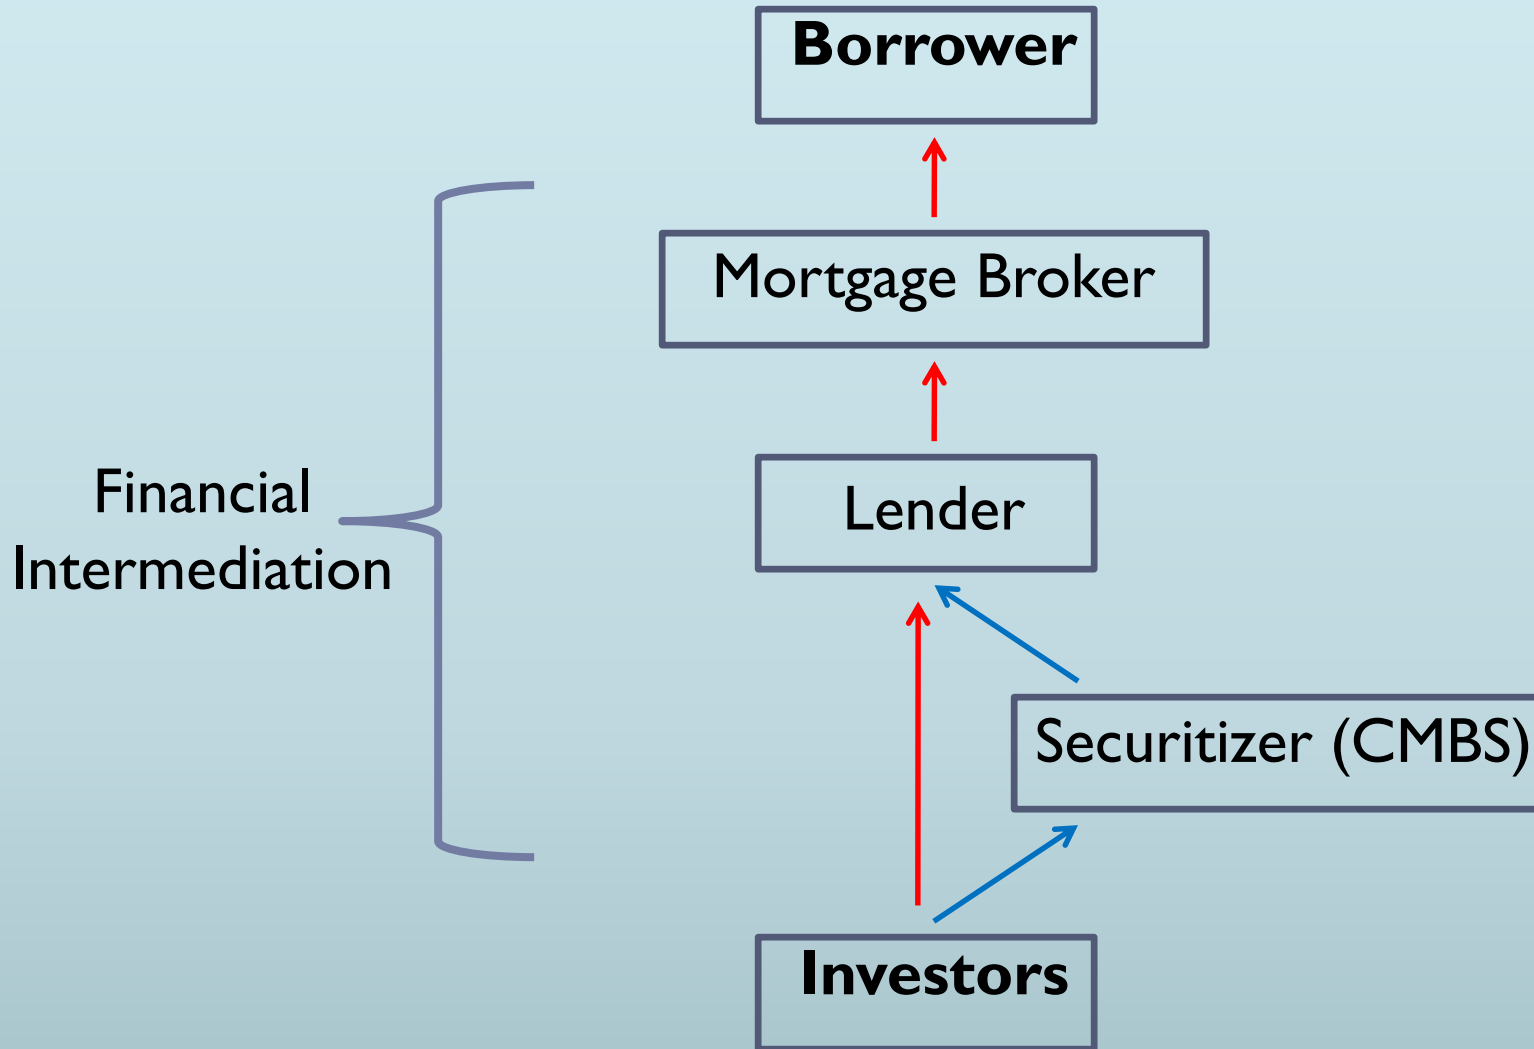 Borrower
Mortgage Broker
Financial
Intermediation
Lender
Securitizer (CMBS)
Investors